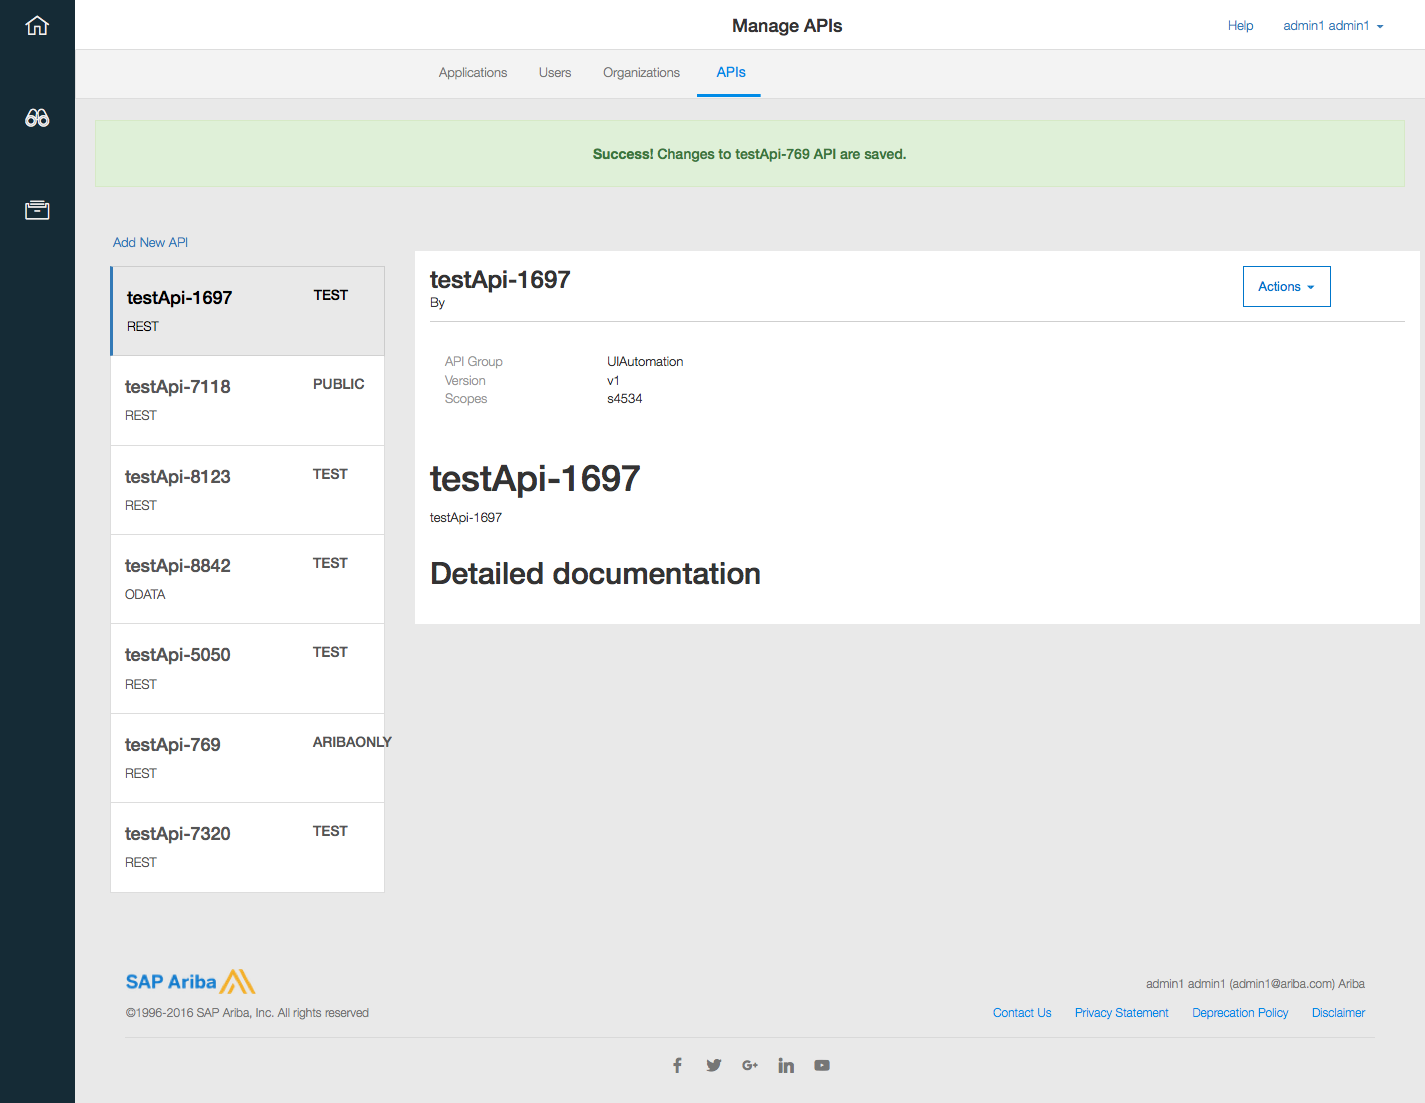 Manage APIs
Help
admin1 admin1
Applications
Users
Organizations
APIs
Success! Changes to testApi-769 API are saved.
Add New API
testApi-1697
TEST
REST
testApi-7118
PUBLIC
REST
testApi-8123
TEST
REST
testApi-8842
TEST
ODATA
testApi-5050
TEST
REST
testApi-769
ARIBAONLY
REST
testApi-7320
TEST
REST
testApi-1697
By
Actions
API Group UIAutomation
Version v1
Scopes s4534
testApi-1697
testApi-1697
Detailed documentation
SAP Ariba
©1996-2016 SAP Ariba, Inc. All rights reserved
admin1 admin1 (admin1@ariba.com) Ariba
Contact Us
Privacy Statement
Deprecation Policy
Disclaimer